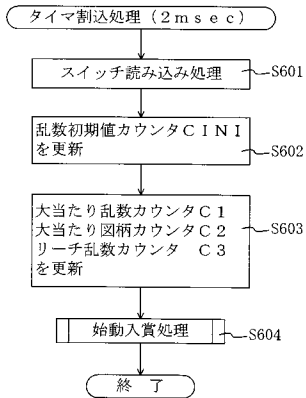 タイマ割込処理(2msec)
スイッチ読み込み処理
S601
乱数初期値カウンタCINI
を更新
S602
大当たり乱数カウンタC1
大当たり図柄カウンタC2
リーチ乱数カウンタ C3
を更新
S603
始動入賞処理
S604
終 了